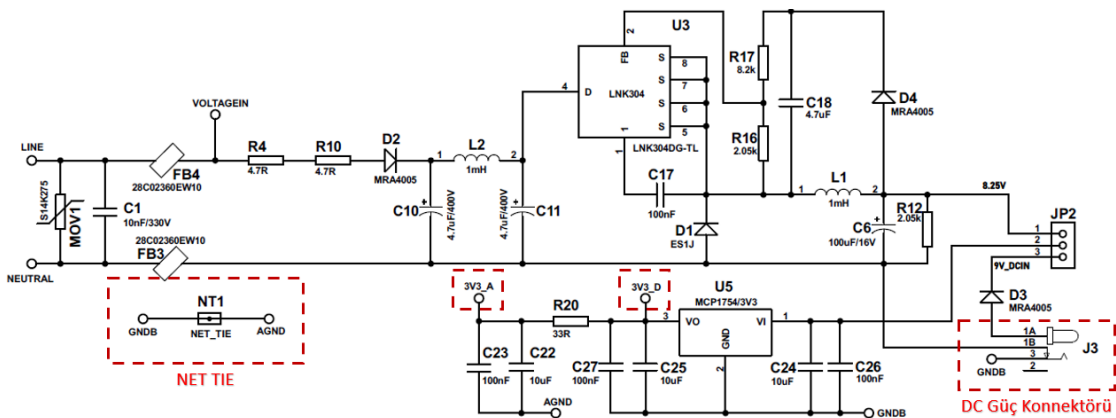 U3
2
FB
S
8
S
7
S
6
S
5
4
D
LNK304
1
LNK304DG-TL
R17
8.2k
C18
4.7uF
D4
MRA4005
R16
2.05k
VOLTAGEIN
LINE
FB4
28C02360EW10
R4
4.7R
R10
4.7R
D2
MRA4005
1
L2
2
1mH
C17
100nF
1
L1
2
1mH
8.25V
S14K275
MOV1
C1
10nF/330V
C10
4.7uF/400V
C11
4.7uF/400V
D1
ES1J
C6
100uF/16V
R12
2.05k
JP2
1
2
3
28C02360EW10
FB3
NEUTRAL
9V_DCIN
D3
MRA4005
NT1
GNDB
AGND
NET_TIE
NET TIE
3V3_A
3V3_D
R20
33R
U5
MCP1754/3V3
3
VO
VI
1
GND
2
C23
100nF
C22
10uF
C27
100nF
C25
10uF
C24
10uF
C26
100nF
AGND
GNDB
1A
1B
3
2
J3
GNDB
DC Güç Konnektörü